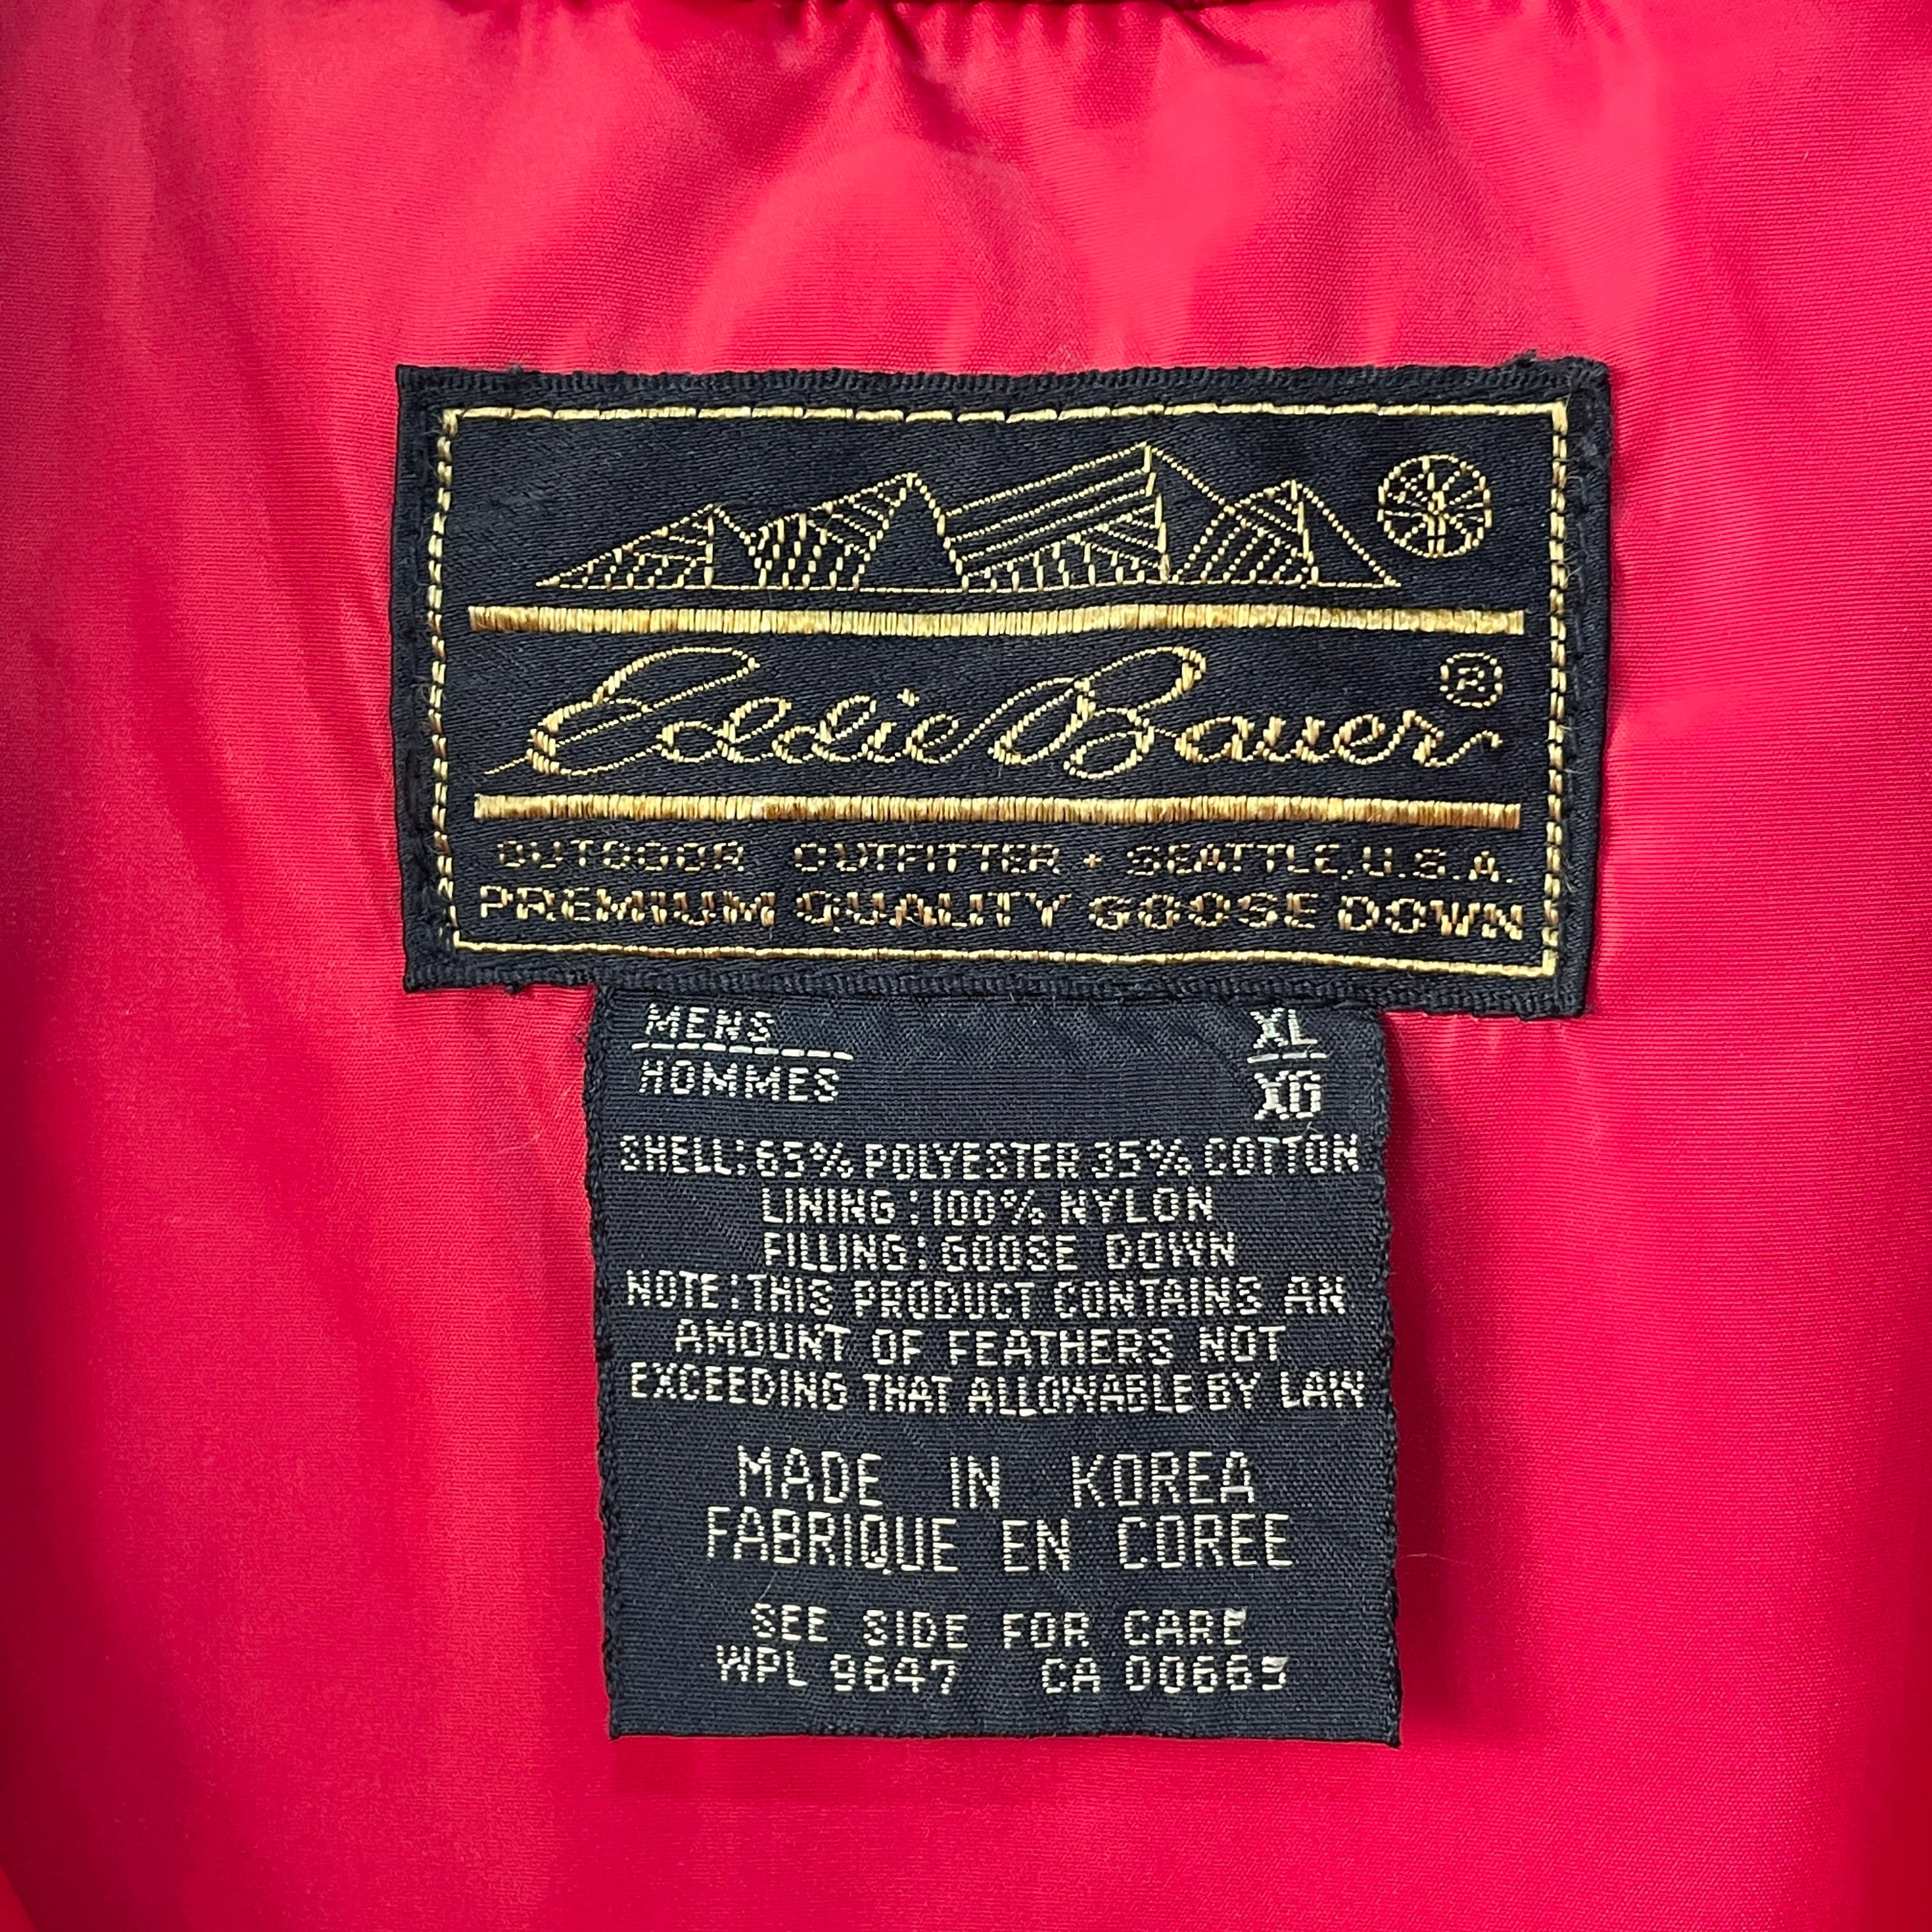 Eddie Bauer®
OUTDOOR OUTFITTER • SEATTLE, U.S.A.
PREMIUM QUALITY GOOSE DOWN
MENS XL
HOMMES XG
SHELL: 65% POLYESTER 35% COTTON
LINING: 100% NYLON
FILLING: GOOSE DOWN
NOTE: THIS PRODUCT CONTAINS AN
AMOUNT OF FEATHERS NOT
EXCEEDING THAT ALLOWABLE BY LAW
MADE IN KOREA
FABRIQUE EN COREE
SEE SIDE FOR CARE
WPL 9647 CA 00665